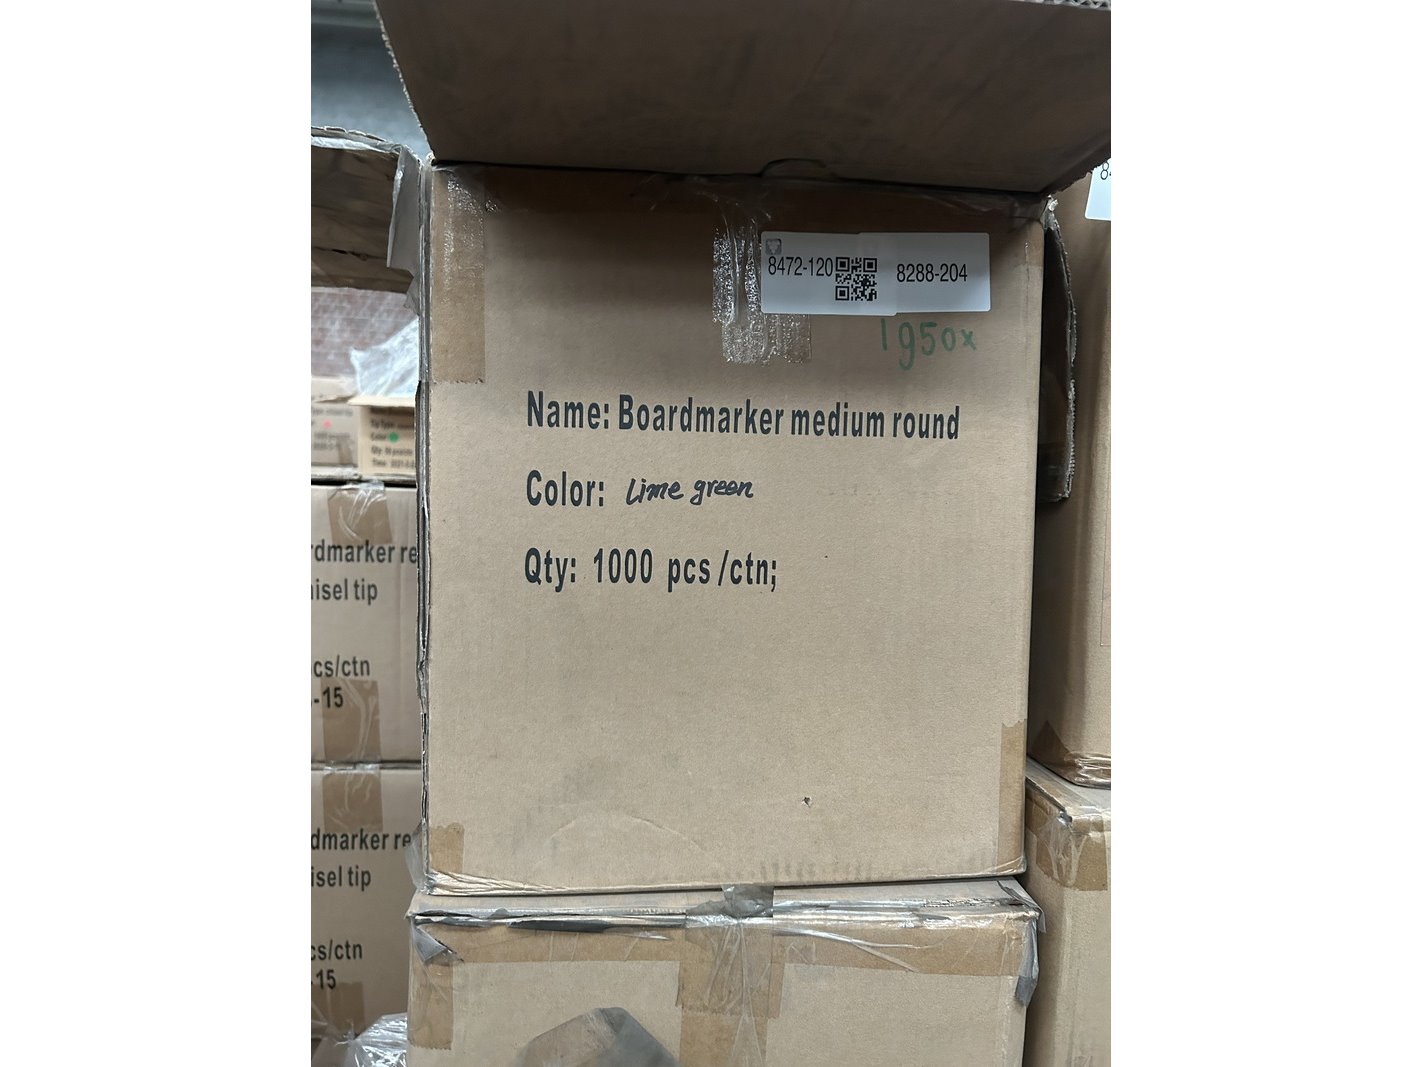 8472-120
8288-204
1950x
Name: Boardmarker medium round
Color: Lime green
Qty: 1000 pcs /ctn;
rdmarker re
isel tip
cs/ctn
-15
dmarker re
isel tip
cs/ctn
-15